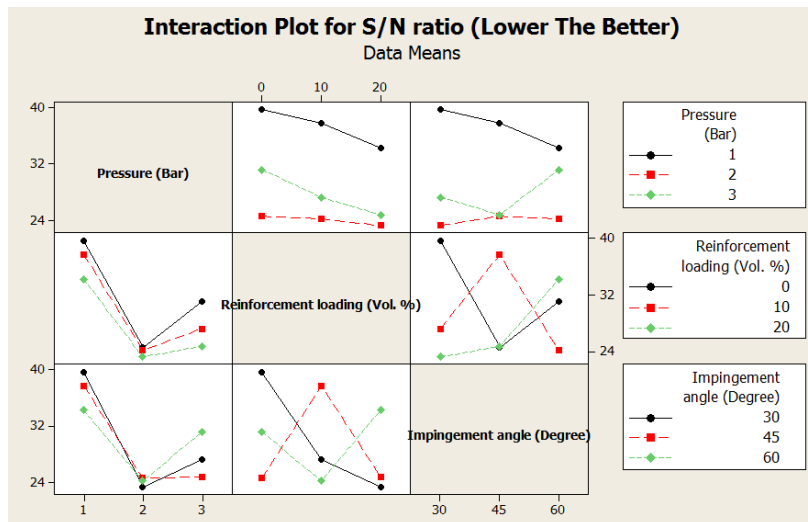 Interaction Plot for S/N ratio (Lower The Better)
Data Means
0 10 20
40
32
24
Pressure (Bar)
Pressure
(Bar)
1
2
3
Reinforcement loading (Vol. %)
40
32
24
Reinforcement
loading (Vol. %)
0
10
20
40
32
24
Impingement angle (Degree)
Impingement
angle (Degree)
30
45
60
1 2 3
30 45 60